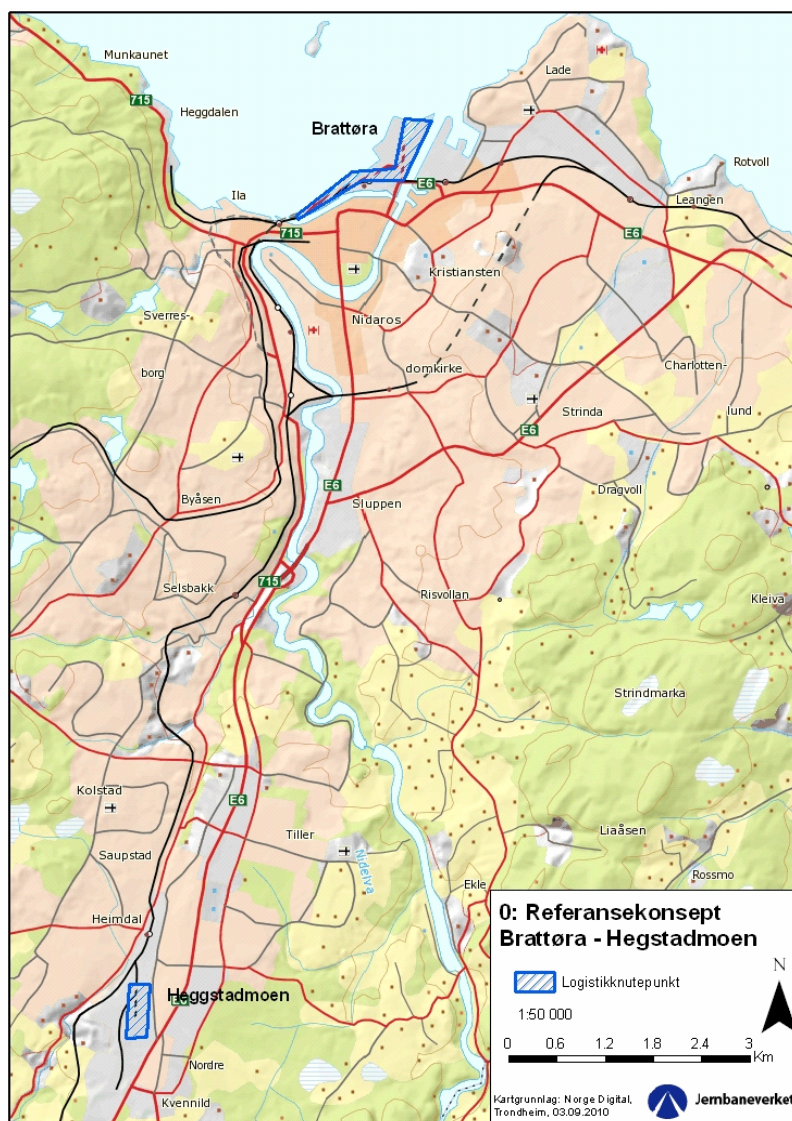 Munkaunet
715
Heggdalen
Lade
Brattøra
Rotvoll
Ila
E6
Leangen
715
E6
Kristiansten
Sverres-
Nidaros
borg
domkirke
Charlotten-
lund
Strinda
E6
Byåsen
E6
Sluppen
Dragvoll
715
Selsbakk
Risvollan
Kleiva
Strindmarka
Kolstad
E6
Tiller
Liaåsen
Saupstad
Nidelva
Rossmo
Ekle
Heimdal
Heggstadmoen
Nordre
Kvennild
0: Referansekonsept
Brattøra - Hegstadmoen
Logistikknutepunkt
N
1:50 000
0 0.6 1.2 1.8 2.4 3
Km
Kartgrunnlag: Norge Digital,
Trondheim, 03.09.2010
Jernbaneverket